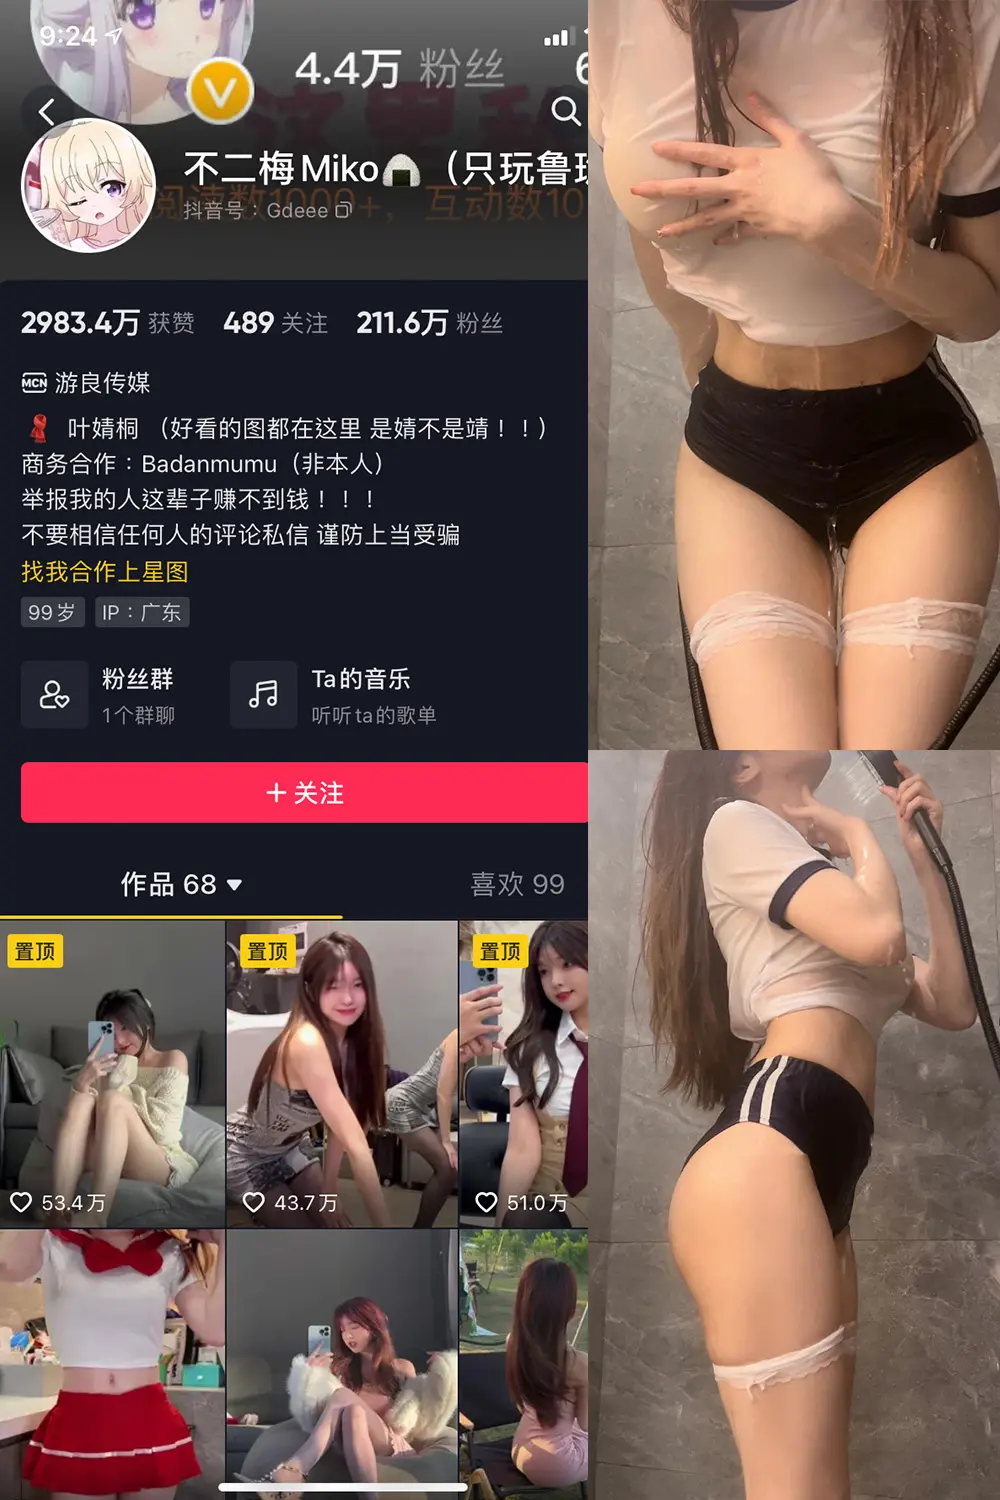 9:24
4.4万 粉丝 6
不二梅Miko🍙（只玩鲁班
阅读数1000+，互动数10
抖音号：Gdeee
2983.4万 获赞 489 关注 211.6万 粉丝
MCN 游良传媒
叶婧桐 （好看的图都在这里 是婧不是靖！！）
商务合作：Badanmumu（非本人）
举报我的人这辈子赚不到钱！！！
不要相信任何人的评论私信 谨防上当受骗
找我合作上星图
99岁 IP：广东
粉丝群 Ta的音乐
1个群聊 听听ta的歌单
+ 关注
作品 68 喜欢 99
置顶 置顶 置顶
53.4万 43.7万 51.0万